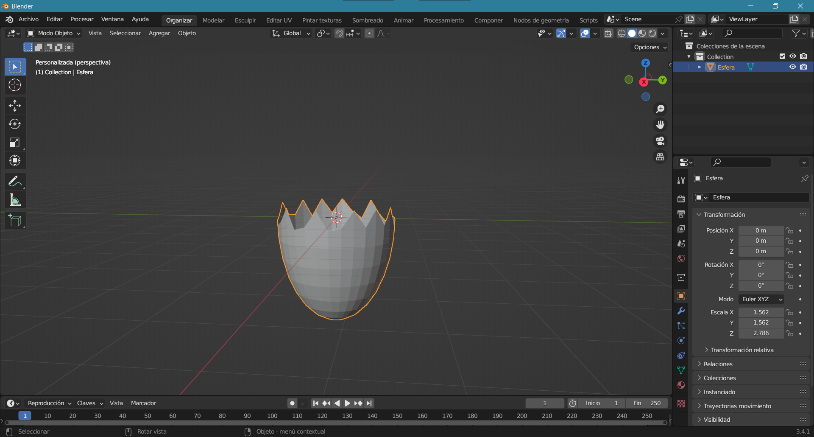 Blender
Archivo Editar Procesar Ventana Ayuda Organizar Modelar Esculpir Editar UV Pintar texturas Sombreado Animar Procesamiento Componer Nodos de geometría Scripts Scene ViewLayer
Modo Objeto Vista Seleccionar Agregar Objeto Global
Opciones
Personalizada (perspectiva)
(1) Collection | Esfera
Z
Y
X
Colecciones de la escena
Collection
Esfera
Esfera
Esfera
Transformación
Posición X 0 m
Y 0 m
Z 0 m
Rotación X 0°
Y 0°
Z 0°
Modo Euler XYZ
Escala X 1.562
Y 1.562
Z 2.786
Transformación relativa
Relaciones
Colecciones
Instanciado
Trayectorias movimiento
Visibilidad
Reproducción Claves Vista Marcador 1 Inicio 1 Fin 250
1 10 20 30 40 50 60 70 80 90 100 110 120 130 140 150 160 170 180 190 200 210 220 230 240 250
Seleccionar Rotar vista Objeto - menú contextual 3.4.1